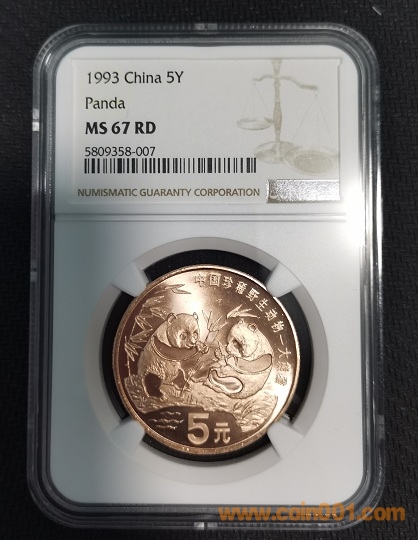 1993 China 5Y
Panda
MS 67 RD
5809358-007
NUMISMATIC GUARANTY CORPORATION
中国珍稀野生动物—大熊猫
5元
www.coin001.com